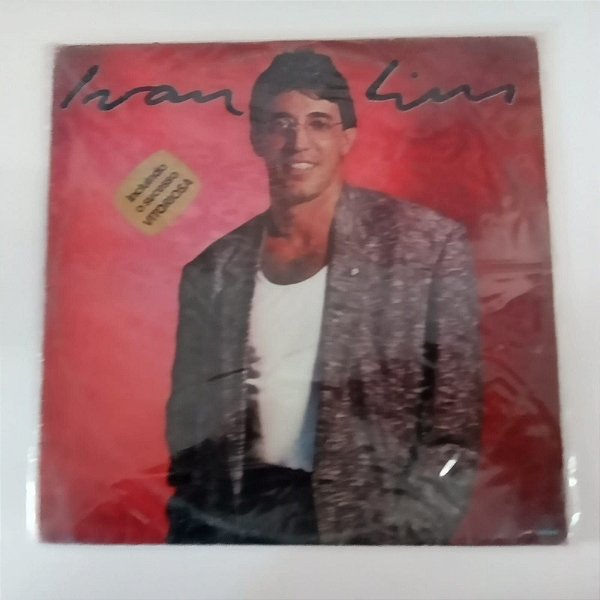 Ivan Lins
Incluindo
o sucesso
VITORIOSA